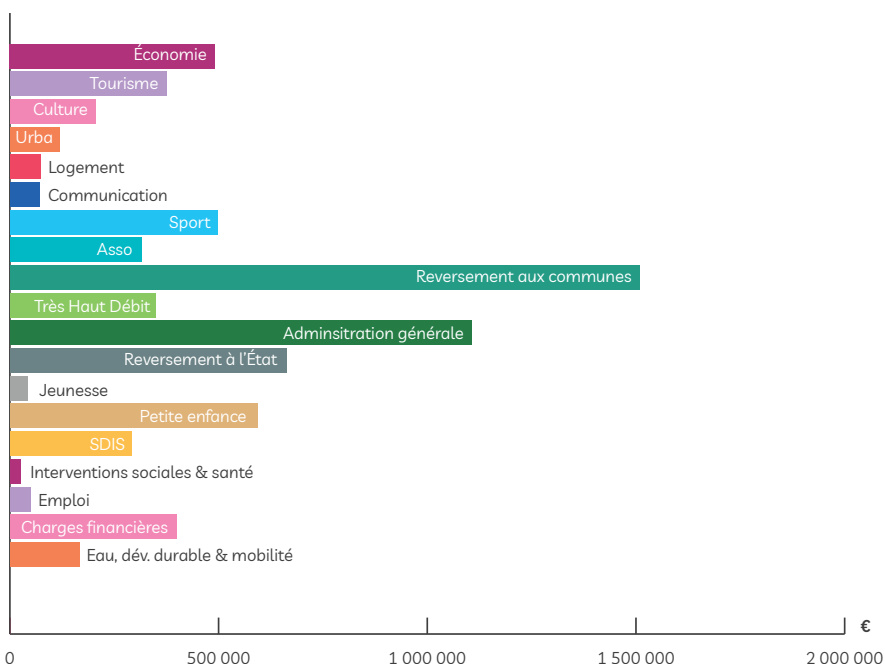 Économie
Tourisme
Culture
Urba
Logement
Communication
Sport
Asso
Reversement aux communes
Très Haut Débit
Adminsitration générale
Reversement à l'État
Jeunesse
Petite enfance
SDIS
Interventions sociales & santé
Emploi
Charges financières
Eau, dév. durable & mobilité
€
0 500 000 1 000 000 1 500 000 2 000 000